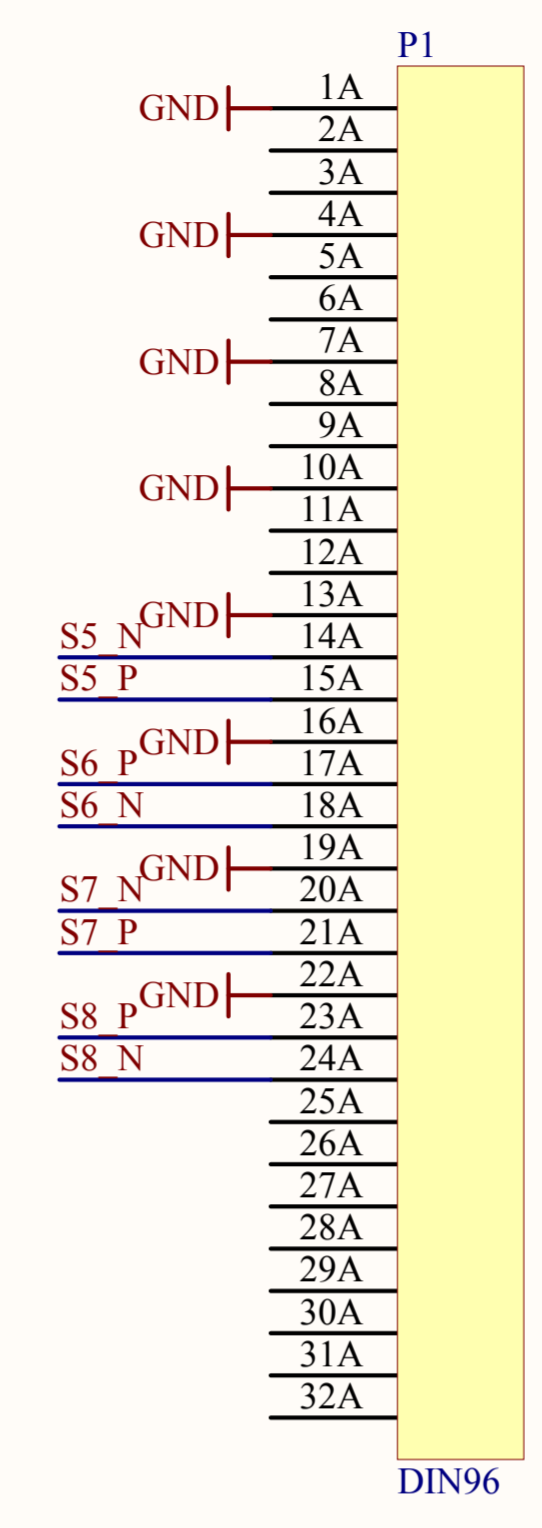 P1
1A
GND
2A
3A
4A
GND
5A
6A
7A
GND
8A
9A
10A
GND
11A
12A
13A
GND
S5_N 14A
S5_P 15A
16A
GND
S6_P 17A
S6_N 18A
19A
GND
S7_N 20A
S7_P 21A
22A
GND
S8_P 23A
S8_N 24A
25A
26A
27A
28A
29A
30A
31A
32A
DIN96